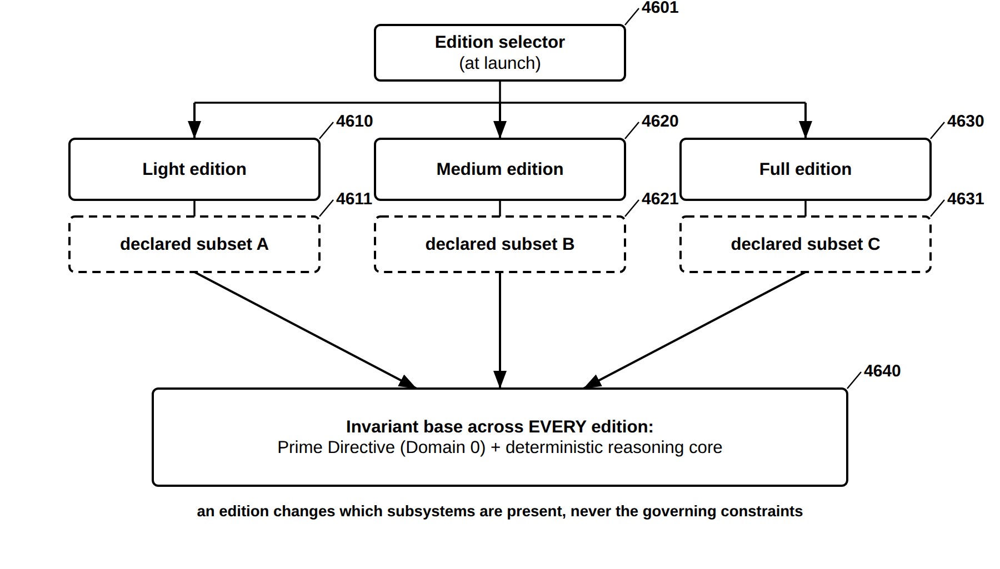 4601
Edition selector
(at launch)
4610
4620
4630
Light edition
Medium edition
Full edition
4611
4621
4631
declared subset A
declared subset B
declared subset C
4640
Invariant base across EVERY edition:
Prime Directive (Domain 0) + deterministic reasoning core
an edition changes which subsystems are present, never the governing constraints